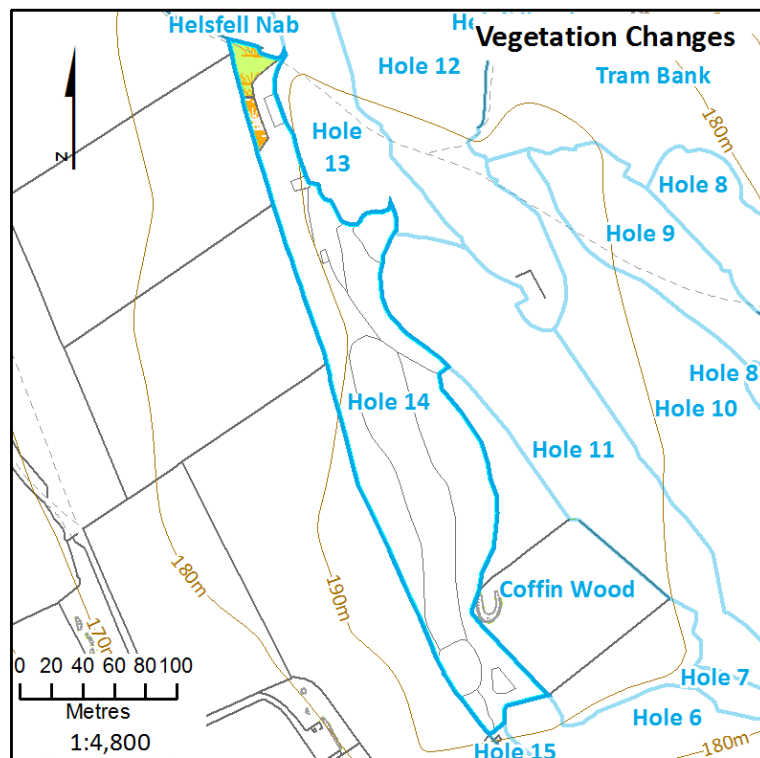 Helsfell Nab
He
Vegetation Changes
Hole 12
Tram Bank
180m
Hole
13
Hole 8
Hole 9
N
Hole 8
Hole 14
Hole 10
Hole 11
180m
190m
Coffin Wood
170m
0 20 40 60 80 100
Metres
1:4,800
Hole 7
Hole 6
Hole 15
180m